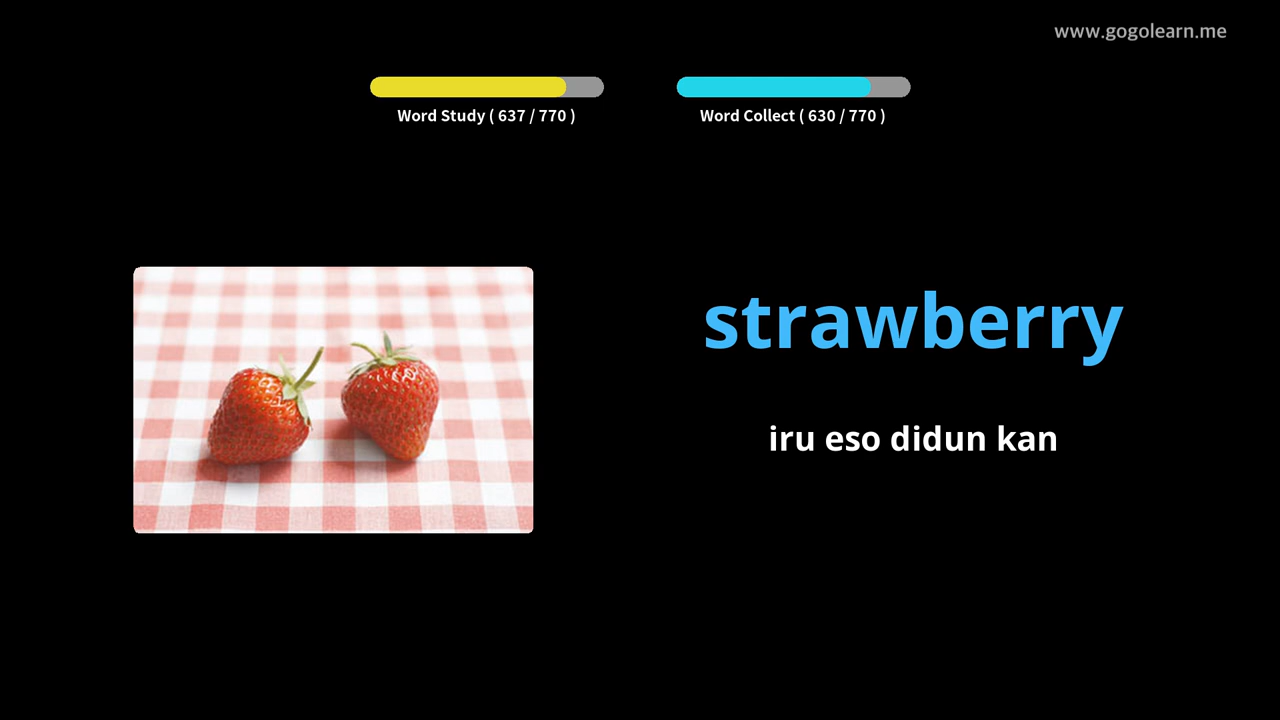 www.gogolearn.me
Word Study ( 637 / 770 )
Word Collect ( 630 / 770 )
strawberry
iru eso didun kan